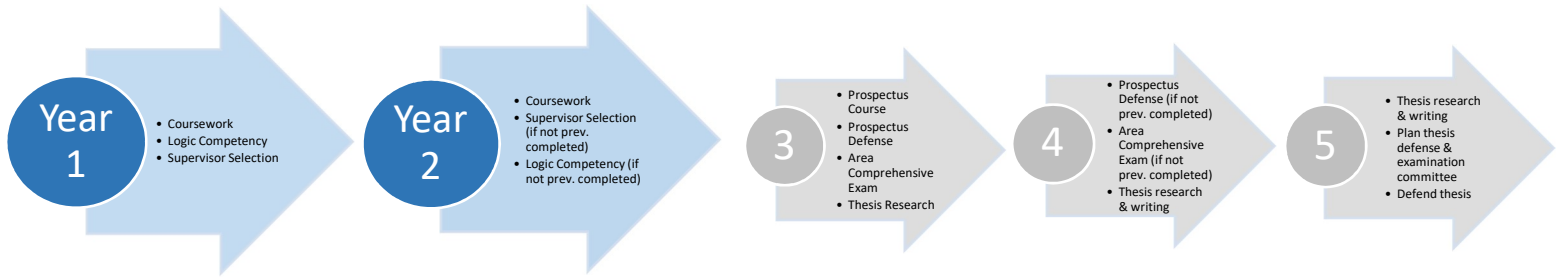 Year
1
• Coursework
• Logic Competency
• Supervisor Selection
Year
2
• Coursework
• Supervisor Selection
(if not prev.
completed)
• Logic Competency (if
not prev. completed)
3
• Prospectus
Course
• Prospectus
Defense
• Area
Comprehensive
Exam
• Thesis Research
4
• Prospectus
Defense (if not
prev. completed)
• Area
Comprehensive
Exam (if not
prev. completed)
• Thesis research
& writing
5
• Thesis research
& writing
• Plan thesis
defense &
examination
committee
• Defend thesis